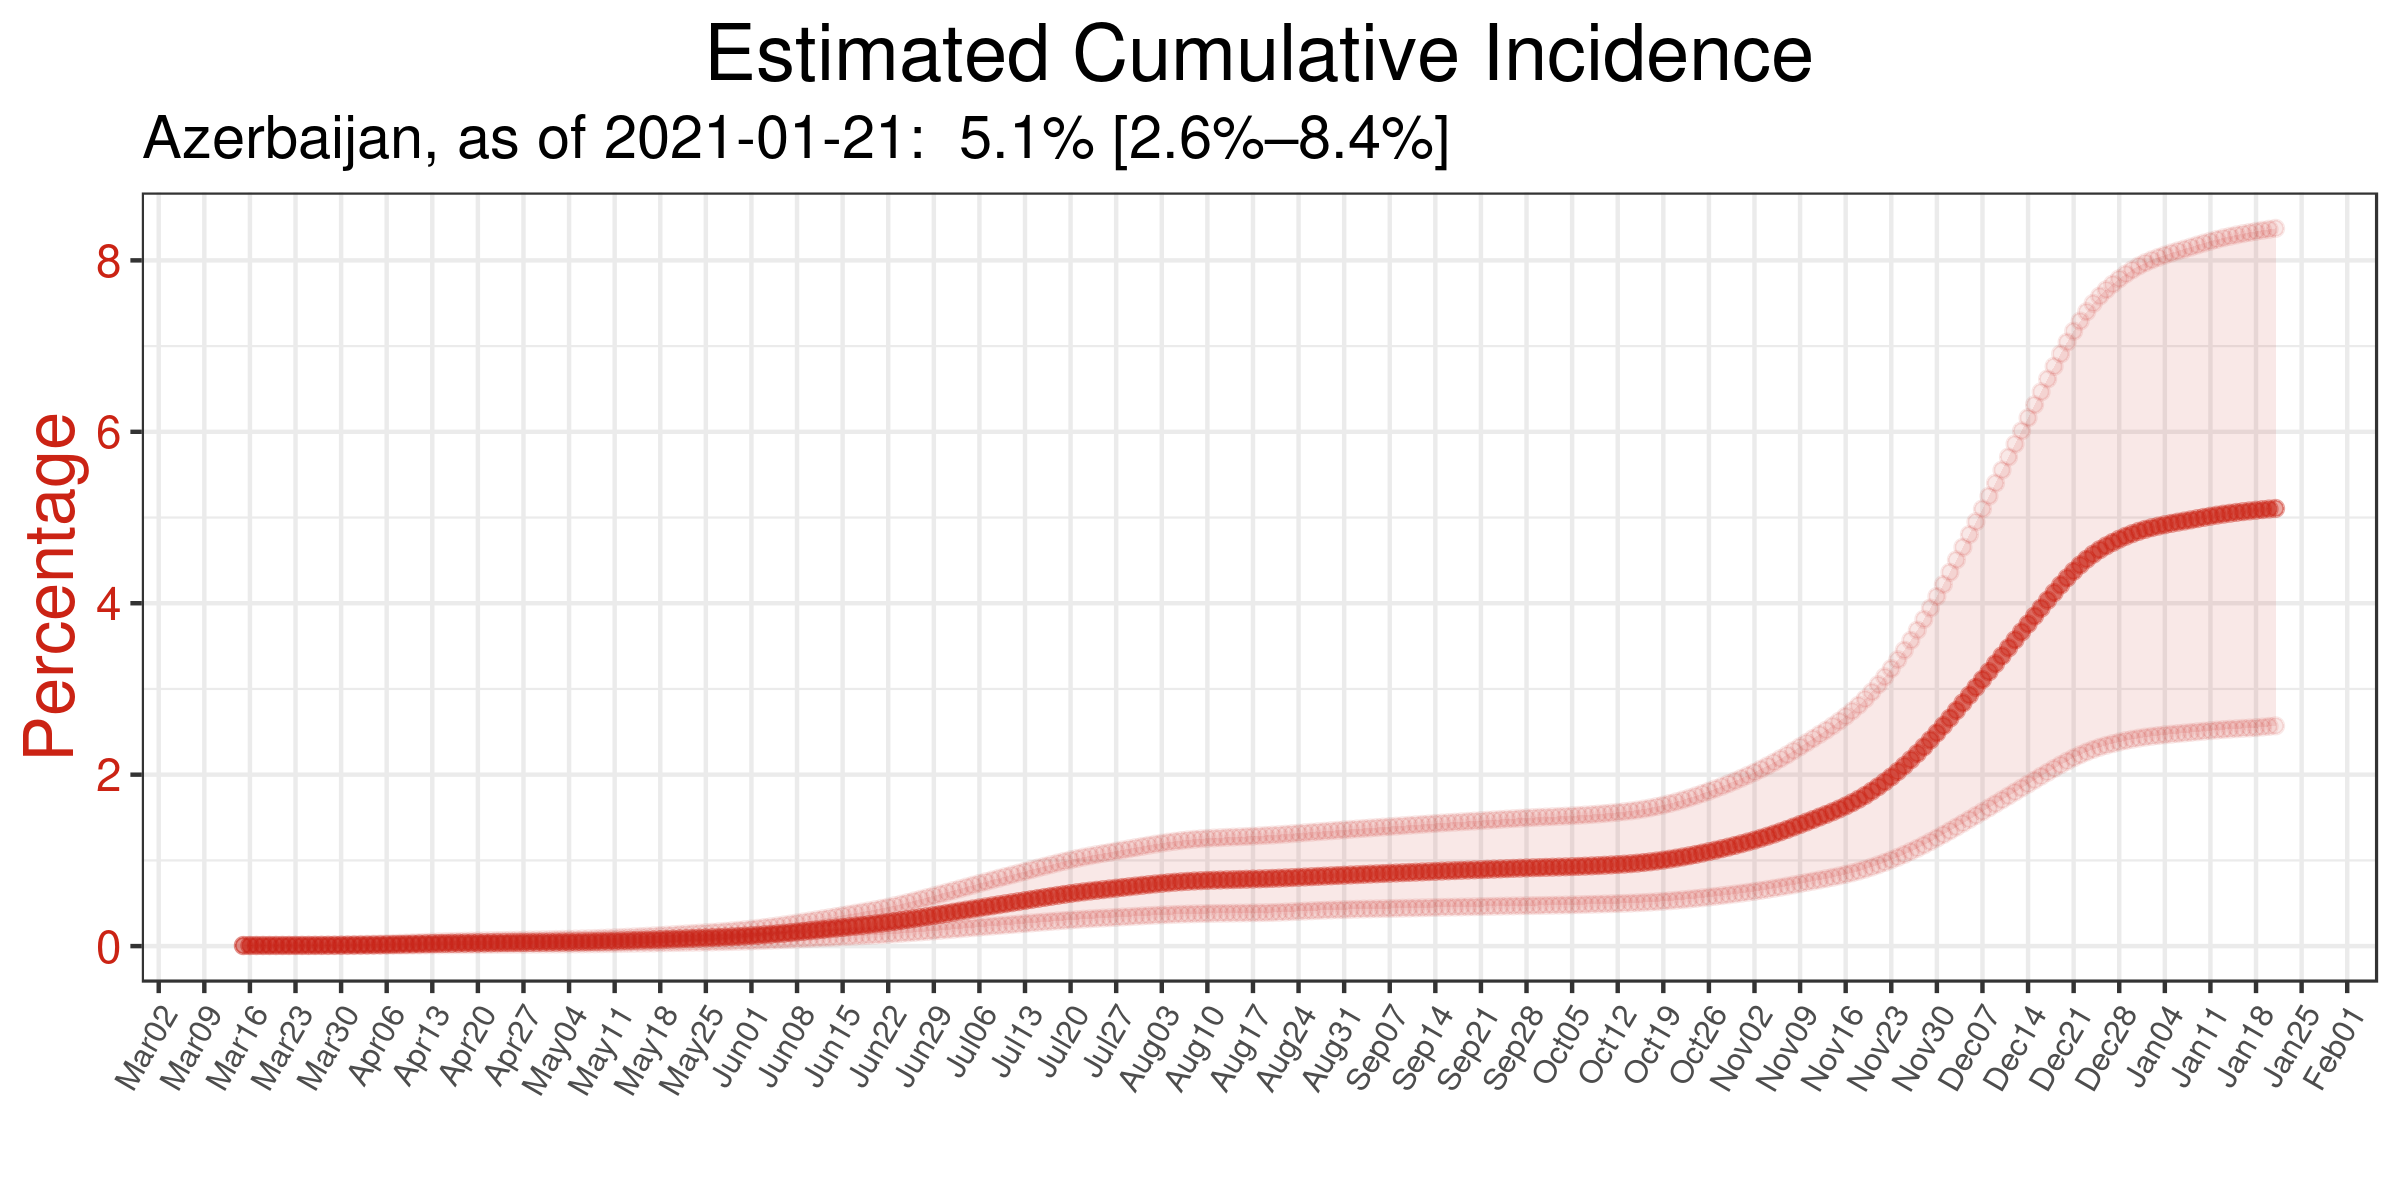 Estimated Cumulative Incidence
Azerbaijan, as of 2021-01-21:  5.1% [2.6%–8.4%]
Percentage
8
6
4
2
0
Mar02
Mar09
Mar16
Mar23
Mar30
Apr06
Apr13
Apr20
Apr27
May04
May11
May18
May25
Jun01
Jun08
Jun15
Jun22
Jun29
Jul06
Jul13
Jul20
Jul27
Aug03
Aug10
Aug17
Aug24
Aug31
Sep07
Sep14
Sep21
Sep28
Oct05
Oct12
Oct19
Oct26
Nov02
Nov09
Nov16
Nov23
Nov30
Dec07
Dec14
Dec21
Dec28
Jan04
Jan11
Jan18
Jan25
Feb01